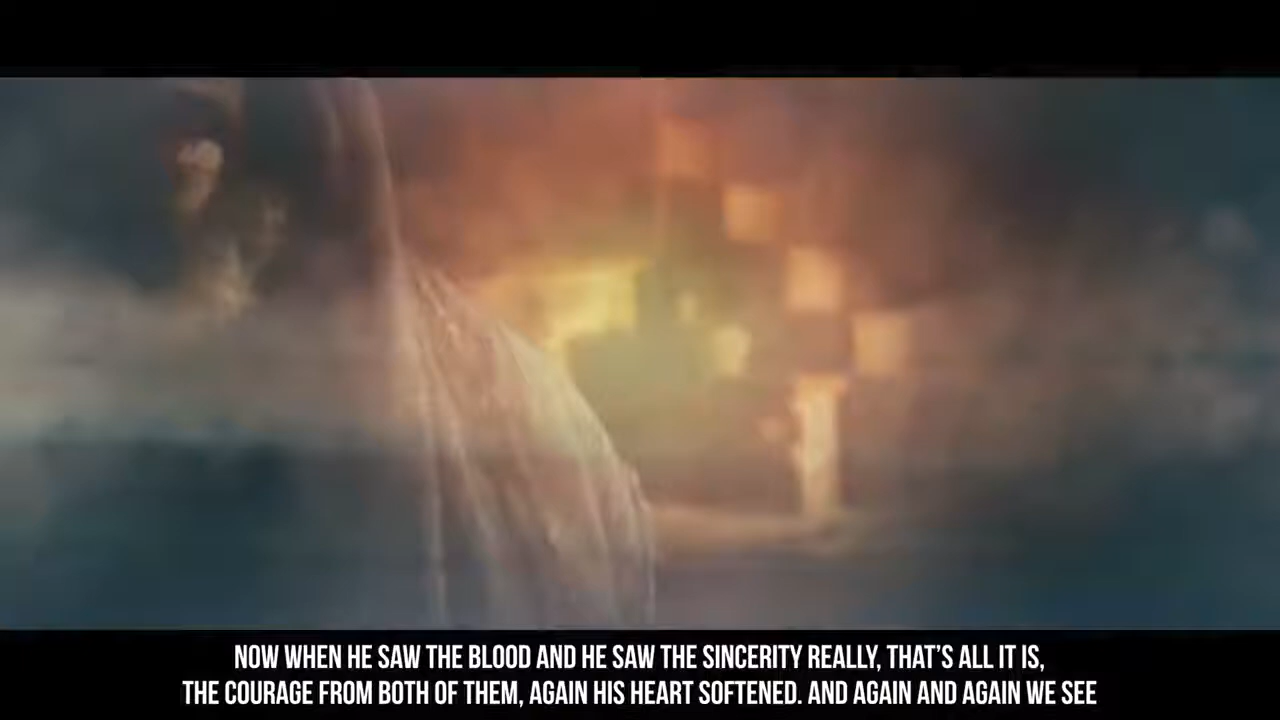 NOW WHEN HE SAW THE BLOOD AND HE SAW THE SINCERITY REALLY, THAT'S ALL IT IS,
THE COURAGE FROM BOTH OF THEM, AGAIN HIS HEART SOFTENED. AND AGAIN AND AGAIN WE SEE